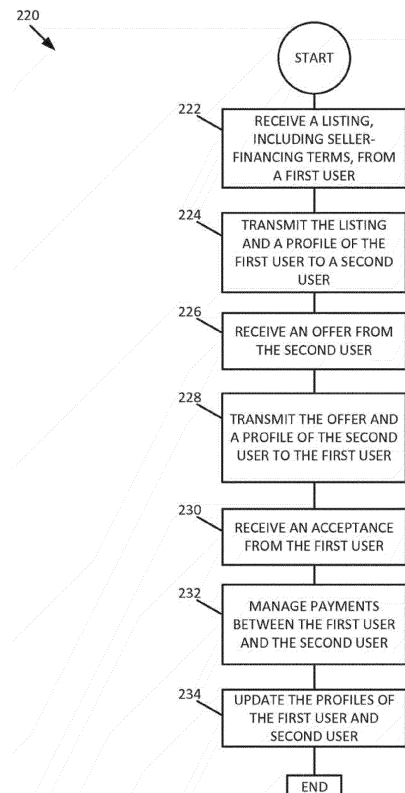 220
START
222
RECEIVE A LISTING,
INCLUDING SELLER-
FINANCING TERMS, FROM
A FIRST USER
224
TRANSMIT THE LISTING
AND A PROFILE OF THE
FIRST USER TO A SECOND
USER
226
RECEIVE AN OFFER FROM
THE SECOND USER
228
TRANSMIT THE OFFER AND
A PROFILE OF THE SECOND
USER TO THE FIRST USER
230
RECEIVE AN ACCEPTANCE
FROM THE FIRST USER
232
MANAGE PAYMENTS
BETWEEN THE FIRST USER
AND THE SECOND USER
234
UPDATE THE PROFILES OF
THE FIRST USER AND
SECOND USER
END